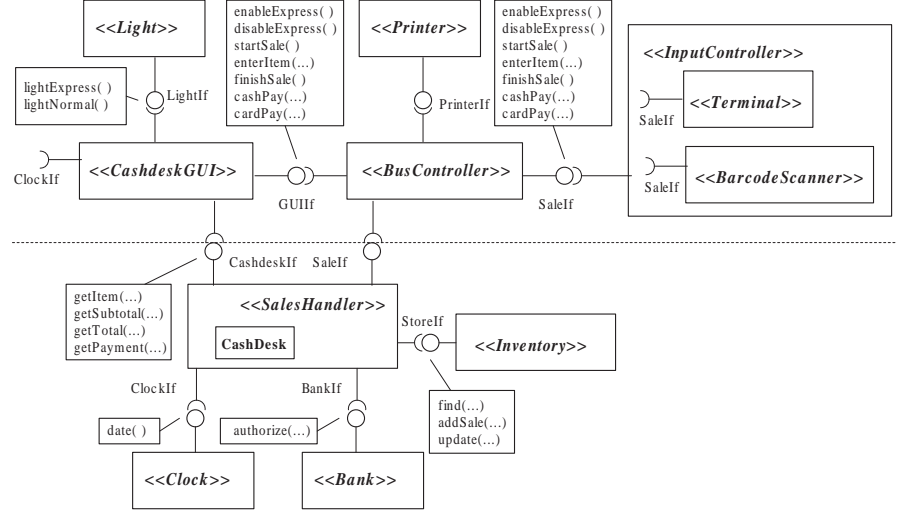 <<Light>>
enableExpress( )
disableExpress( )
startSale( )
enterItem(...)
finishSale( )
cashPay(...)
cardPay(...)
<<Printer>>
enableExpress( )
disableExpress( )
startSale( )
enterItem(...)
finishSale( )
cashPay(...)
cardPay(...)
<<InputController>>
lightExpress( )
lightNormal( )
LightIf
PrinterIf
<<Terminal>>
SaleIf
ClockIf
<<CashdeskGUI>>
GUIIf
<<BusController>>
SaleIf
<<BarcodeScanner>>
SaleIf
CashdeskIf
SaleIf
getItem(...)
getSubtotal(...)
getTotal(...)
getPayment(...)
<<SalesHandler>>
CashDesk
StoreIf
<<Inventory>>
ClockIf
BankIf
find(...)
addSale(...)
update(...)
date( )
authorize(...)
<<Clock>>
<<Bank>>